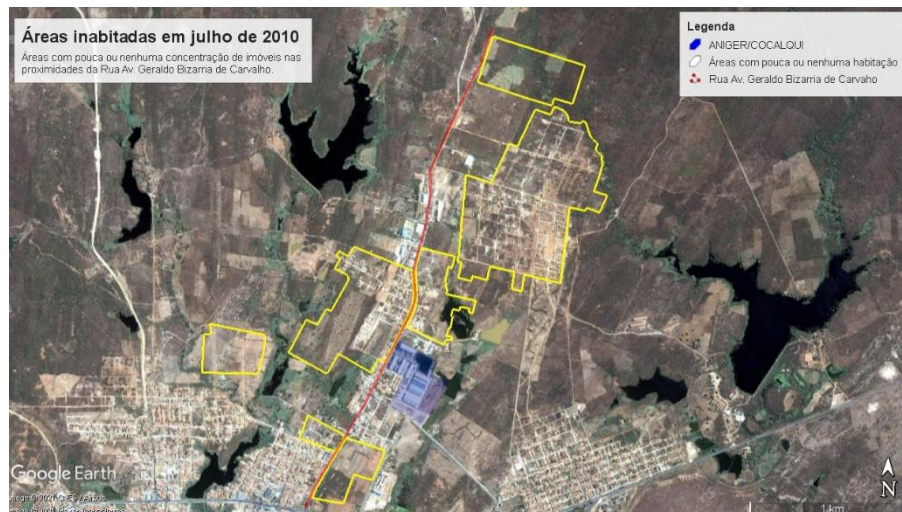 Áreas inabitadas em julho de 2010
Áreas com pouca ou nenhuma concentração de imóveis nas
proximidades da Rua Av. Geraldo Bizarria de Carvalho.
Legenda
ANIGER/COCALQUI
Áreas com pouca ou nenhuma habitação
Rua Av. Geraldo Bizarria de Carvaho
Google Earth
N
1 km